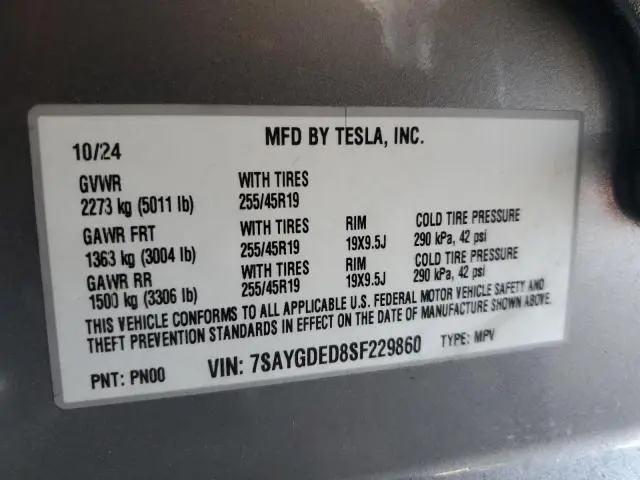 MFD BY TESLA, INC.
10/24
GVWR WITH TIRES
2273 kg (5011 lb) 255/45R19
GAWR FRT WITH TIRES RIM COLD TIRE PRESSURE
1363 kg (3004 lb) 255/45R19 19X9.5J 290 kPa, 42 psi
GAWR RR WITH TIRES RIM COLD TIRE PRESSURE
1500 kg (3306 lb) 255/45R19 19X9.5J 290 kPa, 42 psi
THIS VEHICLE CONFORMS TO ALL APPLICABLE U.S. FEDERAL MOTOR VEHICLE SAFETY AND
THEFT PREVENTION STANDARDS IN EFFECT ON THE DATE OF MANUFACTURE SHOWN ABOVE.
PNT: PN00 VIN: 7SAYGDED8SF229860 TYPE: MPV